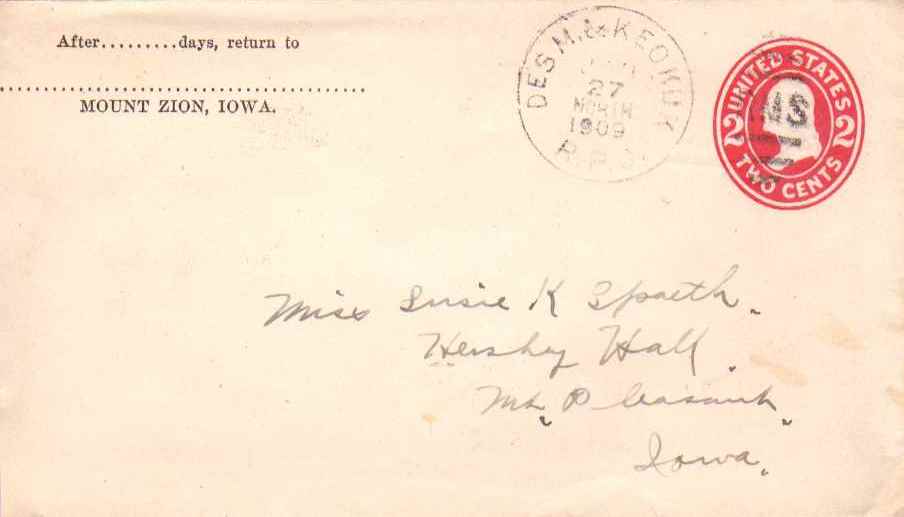 After.........days, return to
MOUNT ZION, IOWA.
DES M. & KEOKUK
27
NORTH
1909
R.P.O.
UNITED STATES
2 2
TWO CENTS
Miss Susie K Spaeth.
Hershey Hall.
Mt. Pleasant,
Iowa.